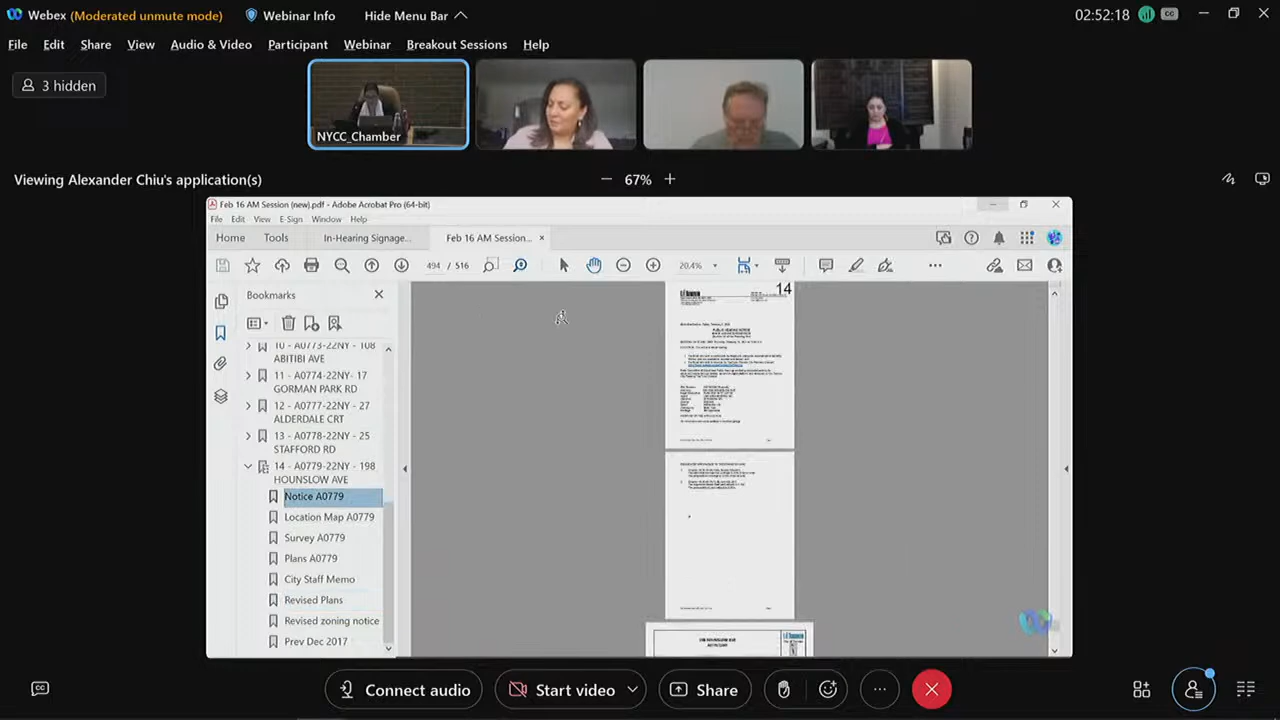 Webex (Moderated unmute mode) Webinar Info Hide Menu Bar 02:52:18 CC
File Edit Share View Audio & Video Participant Webinar Breakout Sessions Help
3 hidden
NYCC_Chamber
Viewing Alexander Chiu's application(s) 67%
Feb 16 AM Session (new).pdf - Adobe Acrobat Pro (64-bit)
File Edit View E-Sign Window Help
Home Tools In-Hearing Signage... Feb 16 AM Session...
494 / 516 20.4%
Bookmarks
10 - A0773-22NY - 108
ABITIBI AVE
11 - A0774-22NY - 17
GORMAN PARK RD
12 - A0777-22NY - 27
ALDERDALE CRT
13 - A0778-22NY - 25
STAFFORD RD
14 - A0779-22NY - 198
HOUNSLOW AVE
Notice A0779
Location Map A0779
Survey A0779
Plans A0779
City Staff Memo
Revised Plans
Revised zoning notice
Prev Dec 2017
14
CC Connect audio Start video Share